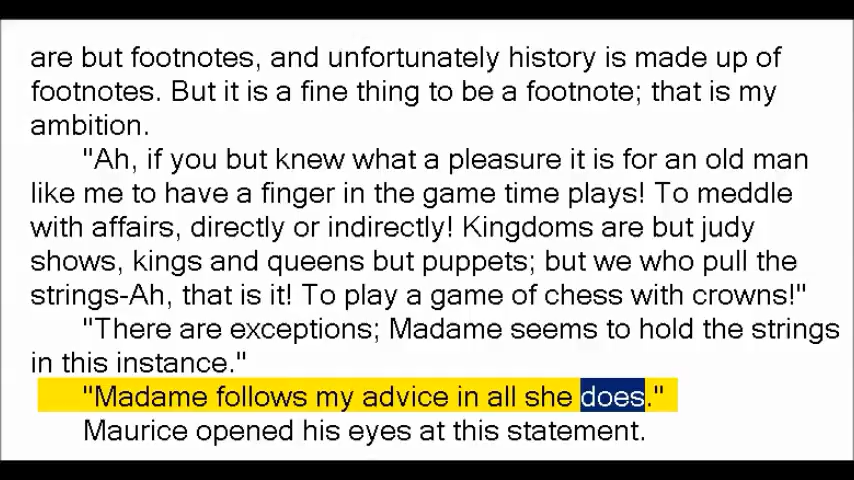 are but footnotes, and unfortunately history is made up of
footnotes. But it is a fine thing to be a footnote; that is my
ambition.
"Ah, if you but knew what a pleasure it is for an old man
like me to have a finger in the game time plays! To meddle
with affairs, directly or indirectly! Kingdoms are but judy
shows, kings and queens but puppets; but we who pull the
strings-Ah, that is it! To play a game of chess with crowns!"
"There are exceptions; Madame seems to hold the strings
in this instance."
"Madame follows my advice in all she does."
Maurice opened his eyes at this statement.